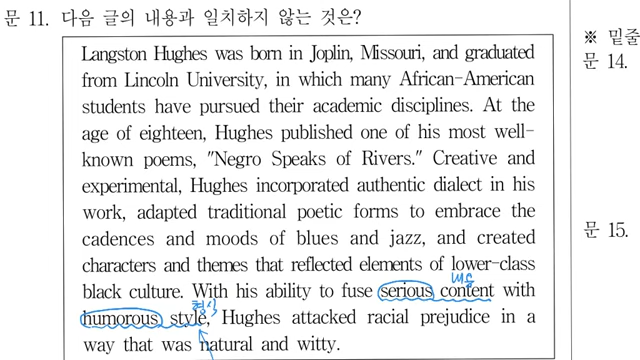 문 11. 다음 글의 내용과 일치하지 않는 것은?
Langston Hughes was born in Joplin, Missouri, and graduated
from Lincoln University, in which many African-American
students have pursued their academic disciplines. At the
age of eighteen, Hughes published one of his most well-
known poems, "Negro Speaks of Rivers." Creative and
experimental, Hughes incorporated authentic dialect in his
work, adapted traditional poetic forms to embrace the
cadences and moods of blues and jazz, and created
characters and themes that reflected elements of lower-class
내용
black culture. With his ability to fuse serious content with
형식
humorous style, Hughes attacked racial prejudice in a
way that was natural and witty.
※ 밑줄
문 14.
문 15.